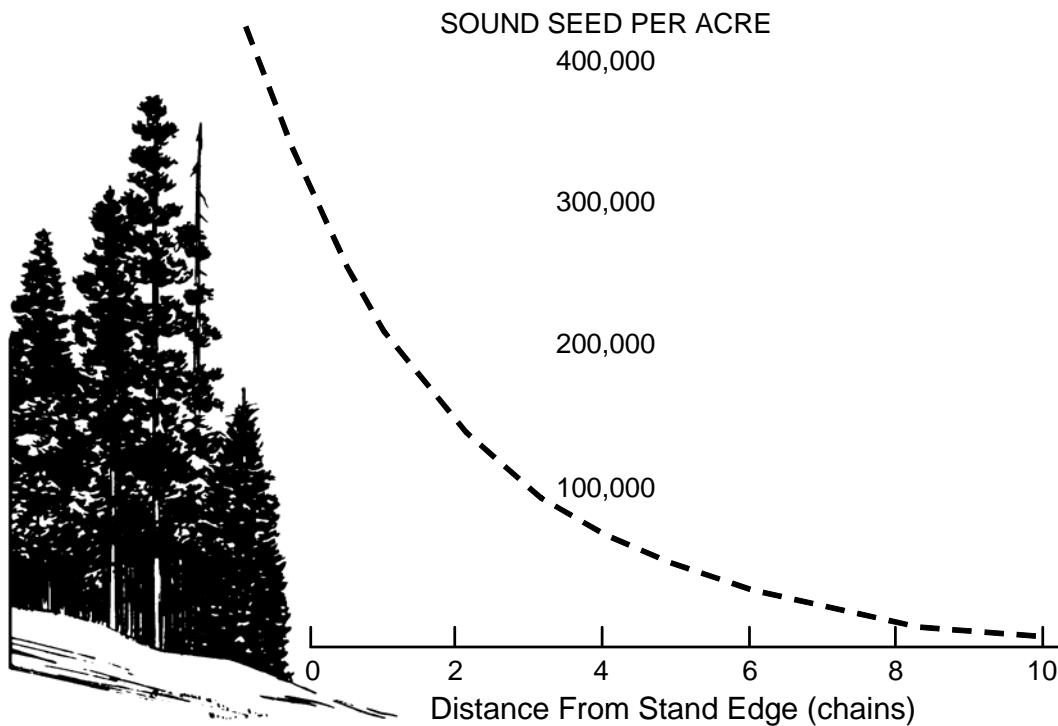 SOUND SEED PER ACRE
400,000
300,000
200,000
100,000
0 2 4 6 8 10
Distance From Stand Edge (chains)